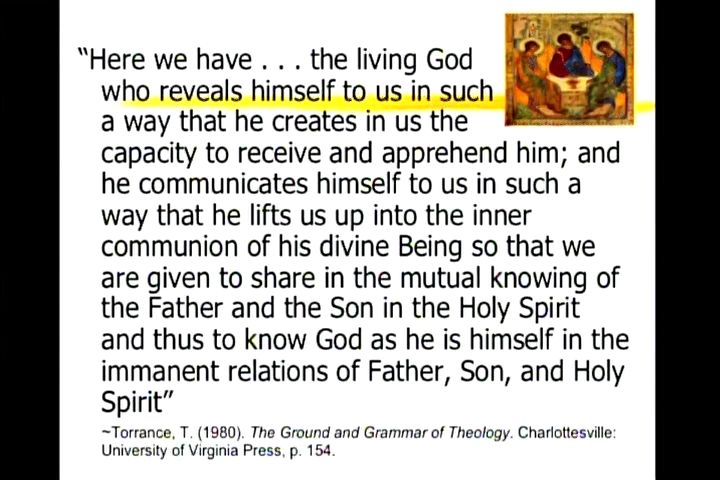 “Here we have . . . the living God
who reveals himself to us in such
a way that he creates in us the
capacity to receive and apprehend him; and
he communicates himself to us in such a
way that he lifts us up into the inner
communion of his divine Being so that we
are given to share in the mutual knowing of
the Father and the Son in the Holy Spirit
and thus to know God as he is himself in the
immanent relations of Father, Son, and Holy
Spirit”
~Torrance, T. (1980). The Ground and Grammar of Theology. Charlottesville:
University of Virginia Press, p. 154.